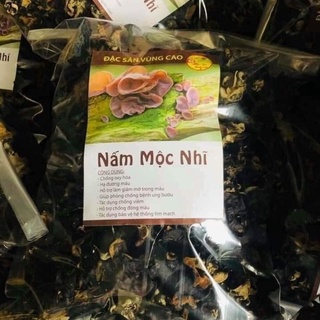 ĐẶC SẢN VÙNG CAO
Nấm Mộc Nhĩ
CÔNG DỤNG:
- Chống oxy hóa
- Hạ đường máu
- Hỗ trợ làm giảm mỡ trong máu
- Giúp phòng chống bệnh ung bướu
- Tác dụng chống viêm
- Hỗ trợ chống đông máu
- Tác dụng bảo vệ hệ thống tim mạch
Nhĩ